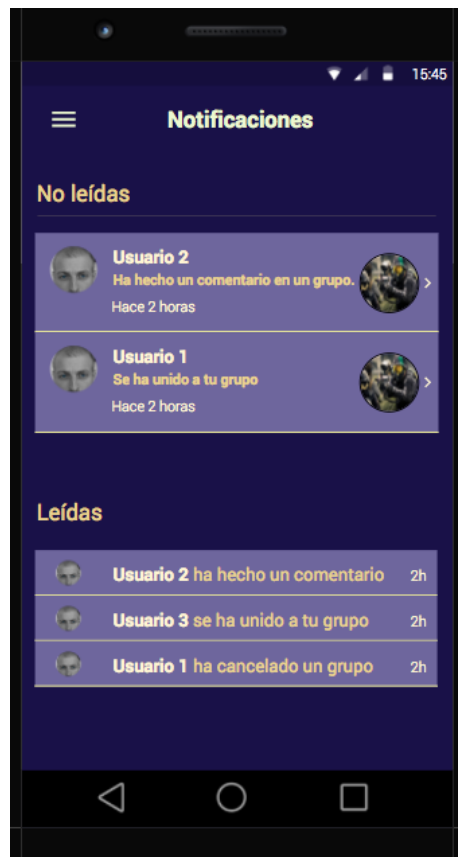 15:45
Notificaciones
No leídas
Usuario 2
Ha hecho un comentario en un grupo.
Hace 2 horas
Usuario 1
Se ha unido a tu grupo
Hace 2 horas
Leídas
Usuario 2 ha hecho un comentario 2h
Usuario 3 se ha unido a tu grupo 2h
Usuario 1 ha cancelado un grupo 2h